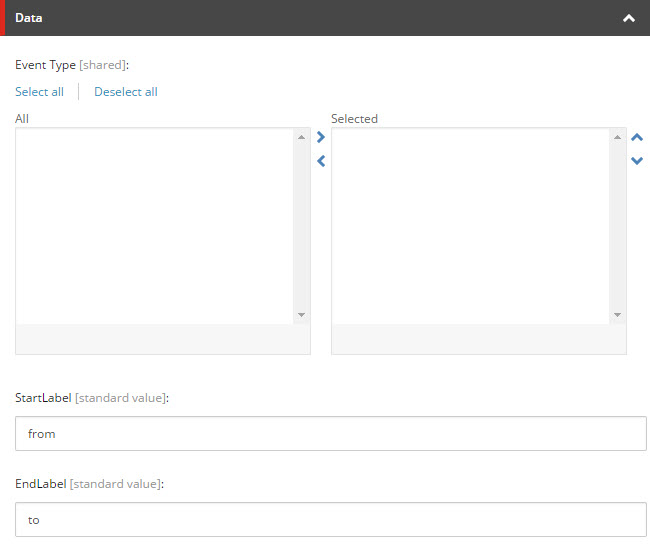 Data
Event Type [shared]:
Select all Deselect all
All Selected
StartLabel [standard value]:
from
EndLabel [standard value]:
to